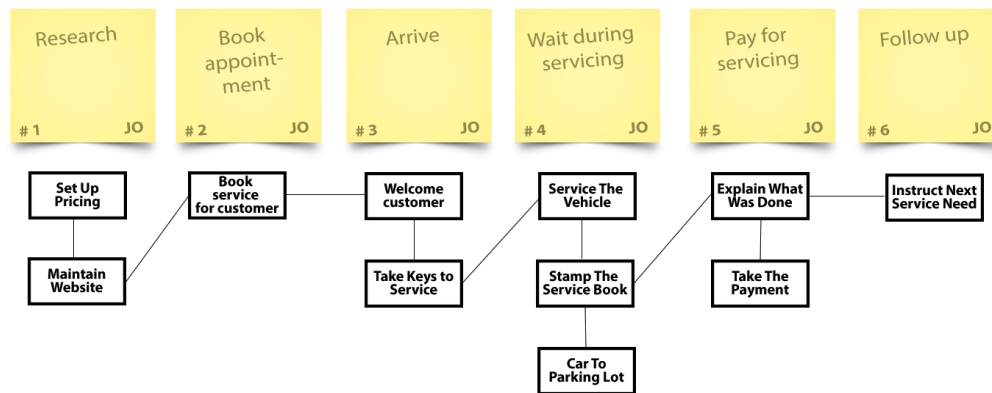 Research
# 1 JO
Book
appoint-
ment
# 2 JO
Arrive
# 3 JO
Wait during
servicing
# 4 JO
Pay for
servicing
# 5 JO
Follow up
# 6 JO
Set Up
Pricing
Book
service
for customer
Welcome
customer
Service The
Vehicle
Explain What
Was Done
Instruct Next
Service Need
Maintain
Website
Take Keys to
Service
Stamp The
Service Book
Take The
Payment
Car To
Parking Lot